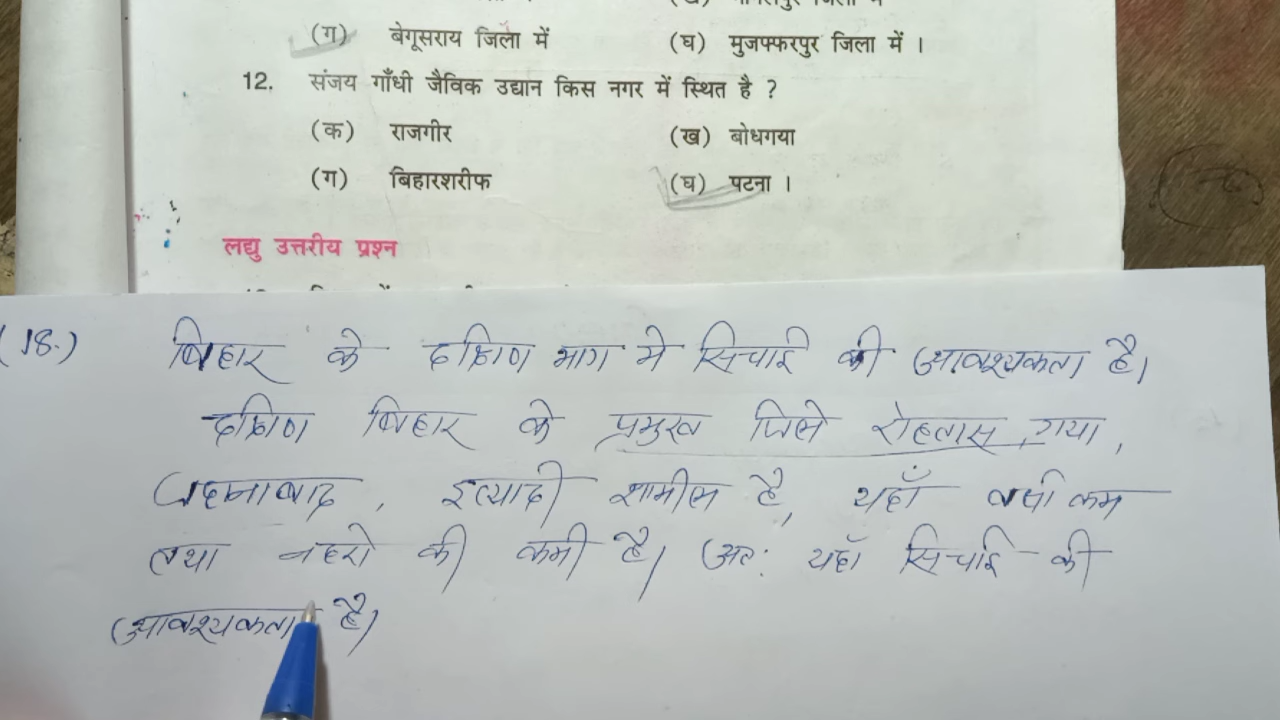 (ग) बेगूसराय जिला में (घ) मुजफ्फरपुर जिला में ।
12. संजय गाँधी जैविक उद्यान किस नगर में स्थित है ?
(क) राजगीर (ख) बोधगया
(ग) बिहारशरीफ (घ) पटना ।
लघु उत्तरीय प्रश्न
(18.) बिहार के दक्षिण भाग मे सिचाई की आवश्यकता है।
दक्षिण बिहार के प्रमुख जिले रोहतास, गया,
जहानाबाद, इत्यादी शामील है, यहाँ वर्षा कम
तथा नहरो की कमी है। अत: यहाँ सिचाई की
आवश्यकता है।